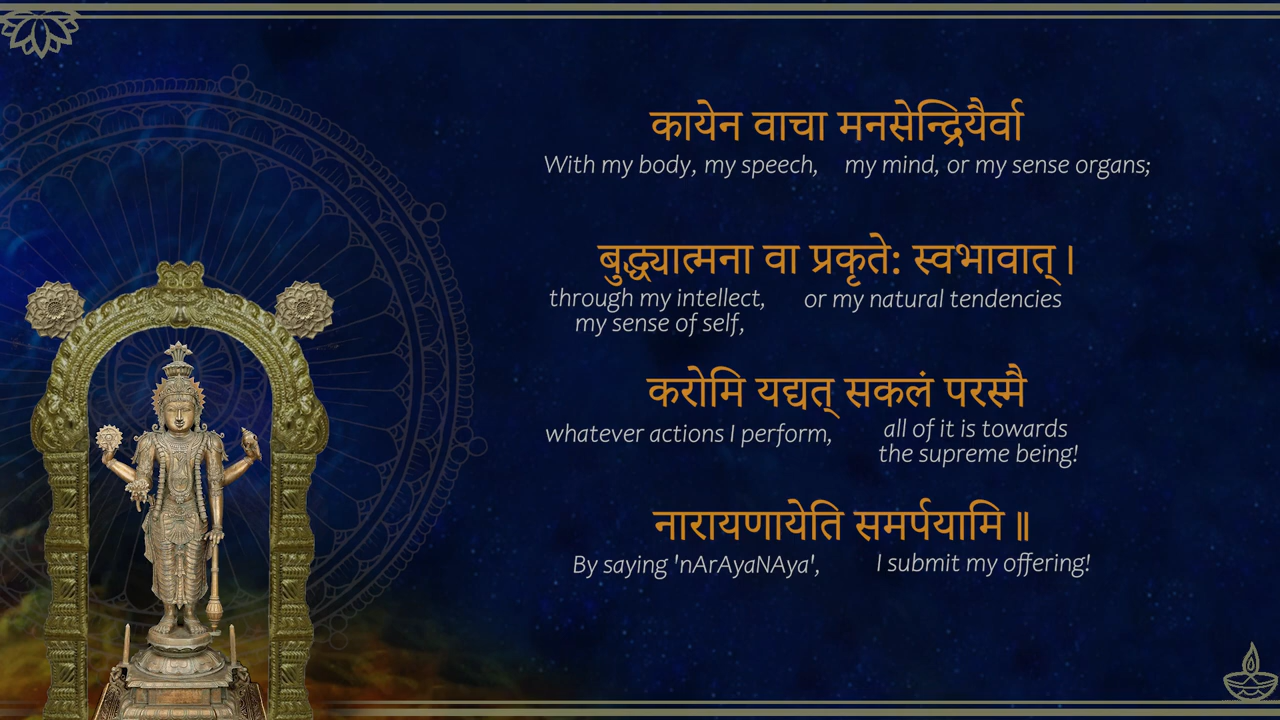 कायेन वाचा मनसेन्द्रियैर्वा
With my body, my speech, my mind, or my sense organs;
बुद्ध्यात्मना वा प्रकृते: स्वभावात् ।
through my intellect, or my natural tendencies
my sense of self,
करोमि यद्यत् सकलं परस्मै
whatever actions I perform, all of it is towards
the supreme being!
नारायणायेति समर्पयामि ॥
By saying 'nArAyaNAya', I submit my offering!